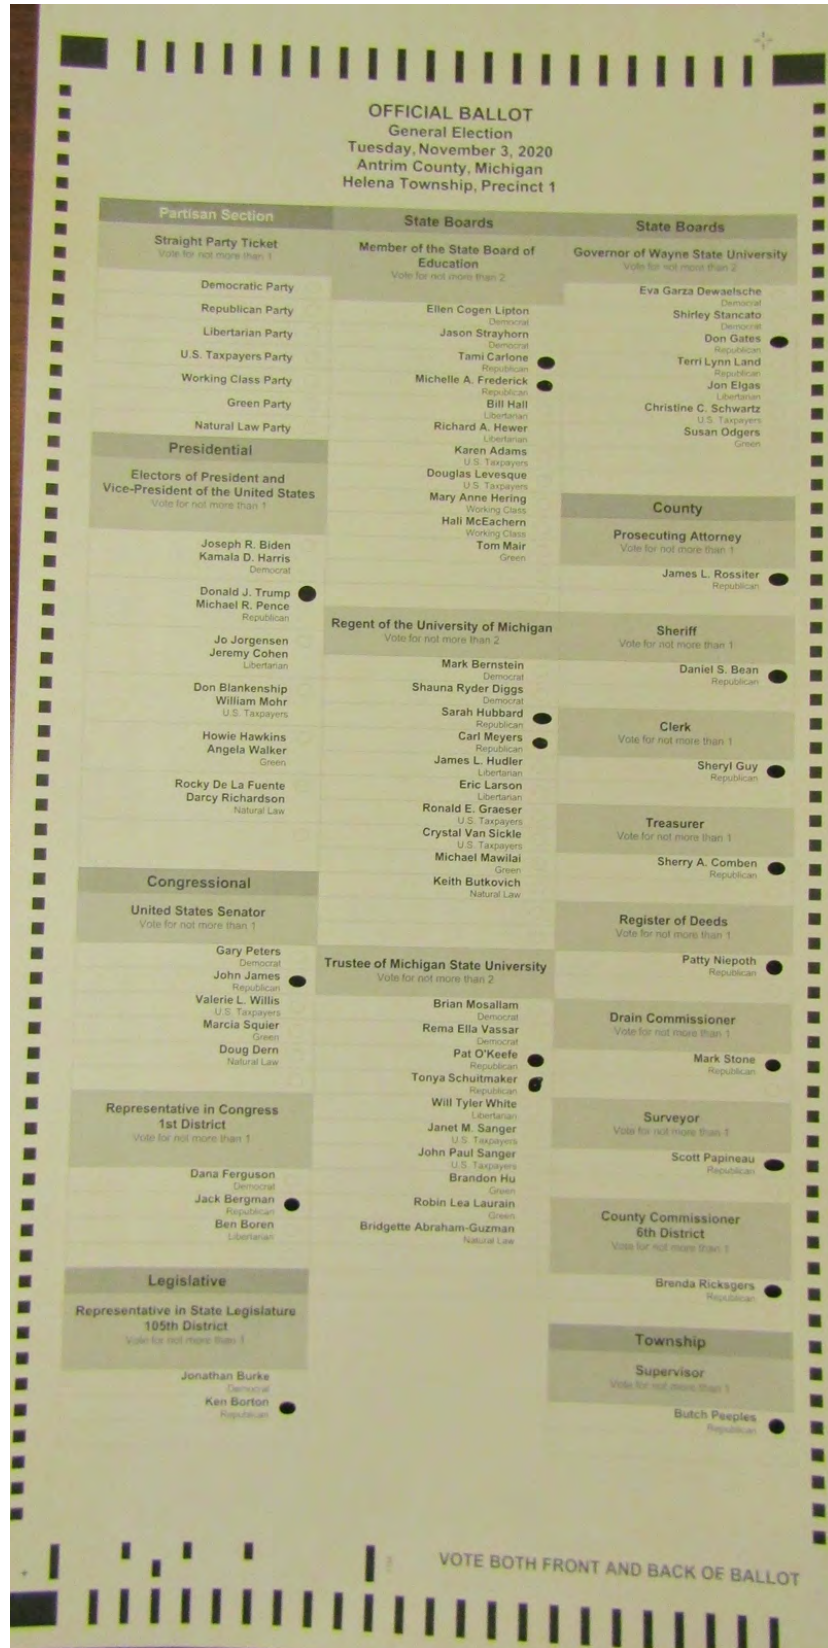 OFFICIAL BALLOT
General Election
Tuesday, November 3, 2020
Antrim County, Michigan
Helena Township, Precinct 1
Partisan Section
Straight Party Ticket
Vote for not more than 1
Democratic Party
Republican Party
Libertarian Party
U.S. Taxpayers Party
Working Class Party
Green Party
Natural Law Party
Presidential
Electors of President and
Vice-President of the United States
Vote for not more than 1
Joseph R. Biden
Kamala D. Harris
Democrat
Donald J. Trump
Michael R. Pence
Republican
Jo Jorgensen
Jeremy Cohen
Libertarian
Don Blankenship
William Mohr
U.S. Taxpayers
Howie Hawkins
Angela Walker
Green
Rocky De La Fuente
Darcy Richardson
Natural Law
Congressional
United States Senator
Vote for not more than 1
Gary Peters
Democrat
John James
Republican
Valerie L. Willis
U.S. Taxpayers
Marcia Squier
Green
Doug Dern
Natural Law
Representative in Congress
1st District
Vote for not more than 1
Dana Ferguson
Democrat
Jack Bergman
Republican
Ben Boren
Libertarian
Legislative
Representative in State Legislature
105th District
Vote for not more than 1
Jonathan Burke
Democrat
Ken Borton
Republican
State Boards
Member of the State Board of
Education
Vote for not more than 2
Ellen Cogen Lipton
Democrat
Jason Strayhorn
Democrat
Tami Carlone
Republican
Michelle A. Frederick
Republican
Bill Hall
Libertarian
Richard A. Hewer
Libertarian
Karen Adams
U.S. Taxpayers
Douglas Levesque
U.S. Taxpayers
Mary Anne Hering
Working Class
Hali McEachern
Working Class
Tom Mair
Green
Regent of the University of Michigan
Vote for not more than 2
Mark Bernstein
Democrat
Shauna Ryder Diggs
Democrat
Sarah Hubbard
Republican
Carl Meyers
Republican
James L. Hudler
Libertarian
Eric Larson
Libertarian
Ronald E. Graeser
U.S. Taxpayers
Crystal Van Sickle
U.S. Taxpayers
Michael Mawilai
Green
Keith Butkovich
Natural Law
Trustee of Michigan State University
Vote for not more than 2
Brian Mosallam
Democrat
Rema Ella Vassar
Democrat
Pat O'Keefe
Republican
Tonya Schuitmaker
Republican
Will Tyler White
Libertarian
Janet M. Sanger
U.S. Taxpayers
John Paul Sanger
U.S. Taxpayers
Brandon Hu
Green
Robin Lea Laurain
Green
Bridgette Abraham-Guzman
Natural Law
State Boards
Governor of Wayne State University
Vote for not more than 2
Eva Garza Dewaelsche
Democrat
Shirley Stancato
Democrat
Don Gates
Republican
Terri Lynn Land
Republican
Jon Elgas
Libertarian
Christine C. Schwartz
U.S. Taxpayers
Susan Odgers
Green
County
Prosecuting Attorney
Vote for not more than 1
James L. Rossiter
Republican
Sheriff
Vote for not more than 1
Daniel S. Bean
Republican
Clerk
Vote for not more than 1
Sheryl Guy
Republican
Treasurer
Vote for not more than 1
Sherry A. Comben
Republican
Register of Deeds
Vote for not more than 1
Patty Niepoth
Republican
Drain Commissioner
Vote for not more than 1
Mark Stone
Republican
Surveyor
Vote for not more than 1
Scott Papineau
Republican
County Commissioner
6th District
Vote for not more than 1
Brenda Ricksgers
Republican
Township
Supervisor
Vote for not more than 1
Butch Peeples
Republican
VOTE BOTH FRONT AND BACK OF BALLOT